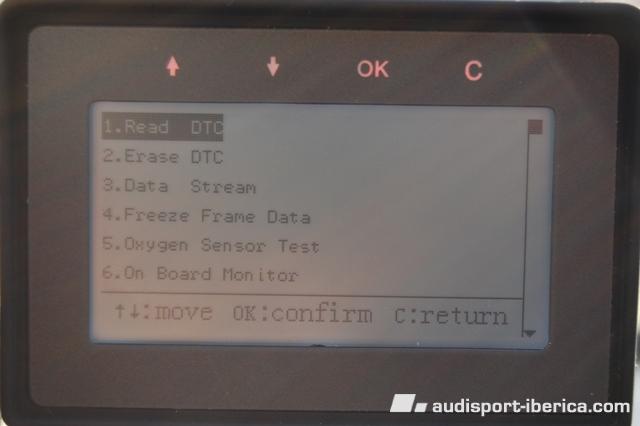 OK C
1.Read DTC
2.Erase DTC
3.Data Stream
4.Freeze Frame Data
5.Oxygen Sensor Test
6.On Board Monitor
↑↓:move OK:confirm C:return
audisport-iberica.com